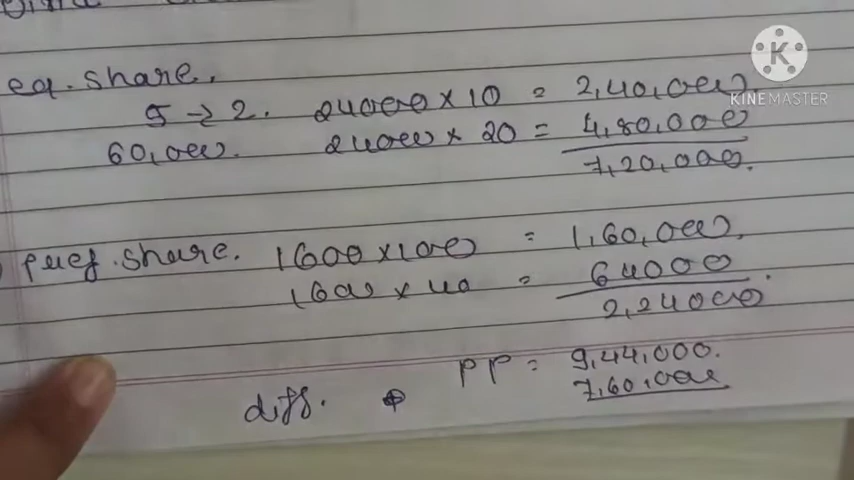 KINEMASTER
eq. share.
5 → 2. 24000 × 10 = 2,40,000
60,000. 24000 × 20 = 4,80,000
7,20,000.
pref. share. 1600 × 100 = 1,60,000.
1600 × 40 = 64000
2,24000.
PP = 9,44,000.
diff. 7,60,000.